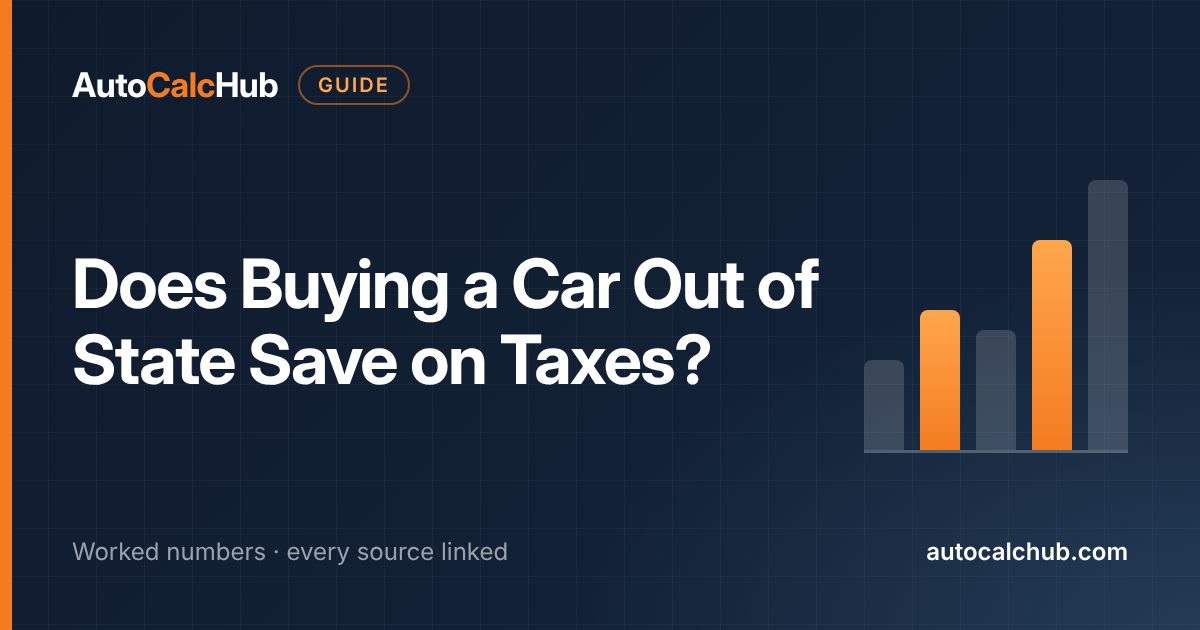 AutoCalcHub
GUIDE
Does Buying a Car Out of
State Save on Taxes?
Worked numbers · every source linked
autocalchub.com